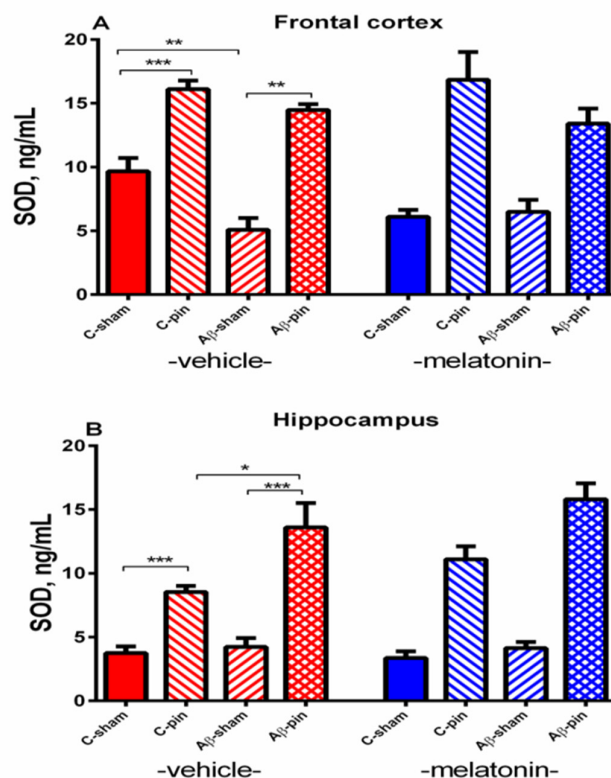 A
Frontal cortex
SOD, ng/mL
20
15
10
5
0
**
***
**
C-sham
C-pin
Aβ-sham
Aβ-pin
C-sham
C-pin
Aβ-sham
Aβ-pin
-vehicle-
-melatonin-
B
Hippocampus
SOD, ng/mL
20
15
10
5
0
*
***
***
C-sham
C-pin
Aβ-sham
Aβ-pin
C-sham
C-pin
Aβ-sham
Aβ-pin
-vehicle-
-melatonin-